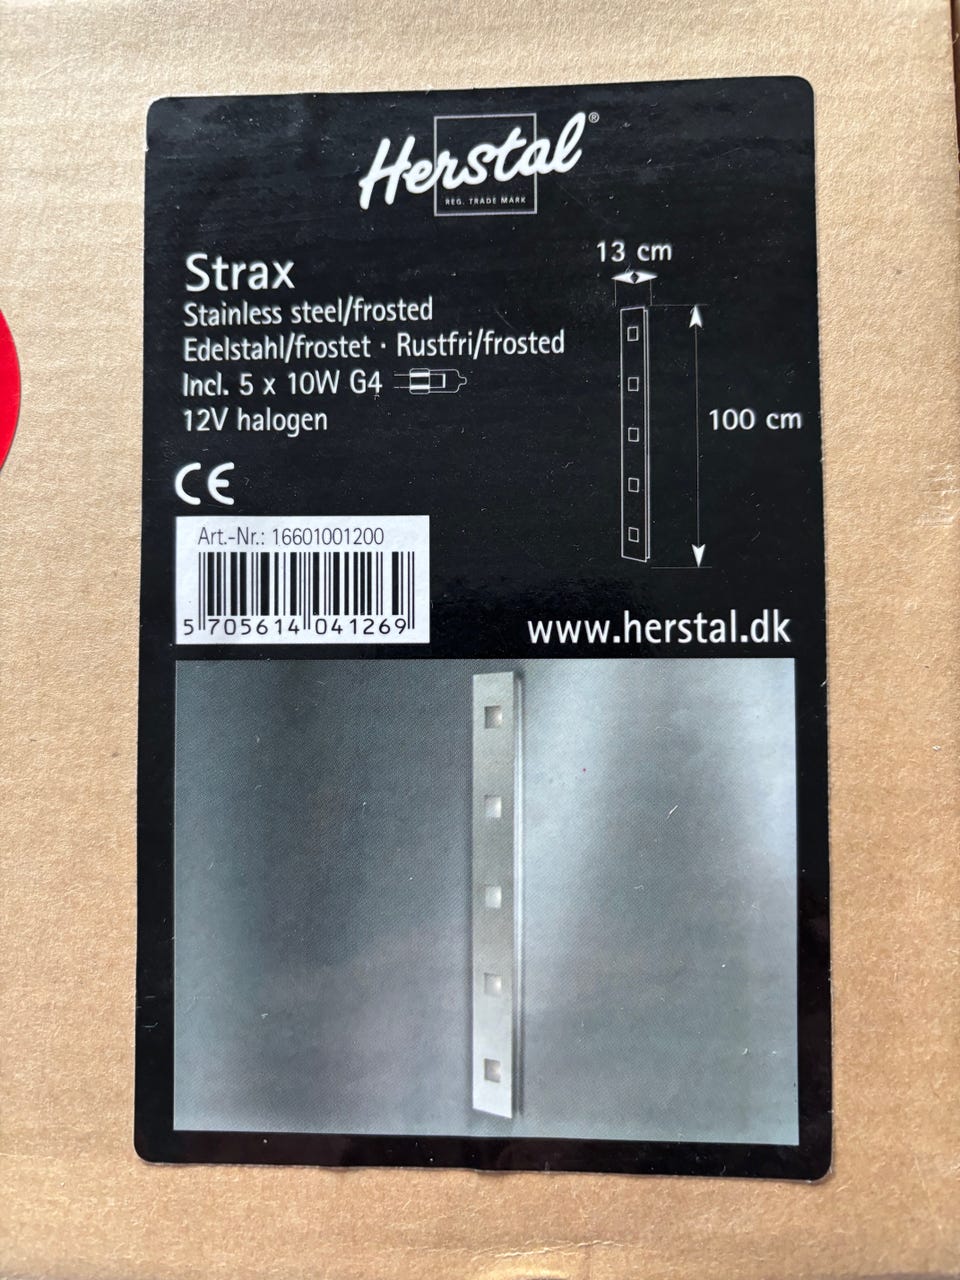 Herstal®
REG. TRADE MARK
Strax
Stainless steel/frosted
Edelstahl/frostet · Rustfri/frosted
Incl. 5 x 10W G4
12V halogen
CE
13 cm
100 cm
Art.-Nr.: 16601001200
5 705614 041269
www.herstal.dk